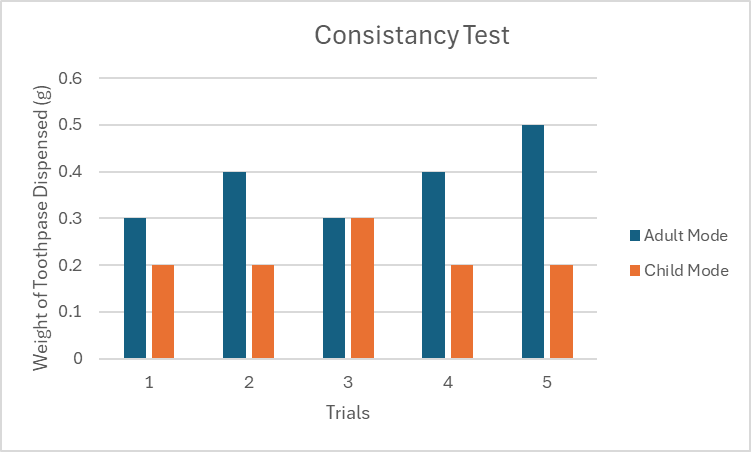 Consistancy Test
Weight of Toothpase Dispensed (g)
0.6
0.5
0.4
0.3
0.2
0.1
0
1 2 3 4 5
Trials
Adult Mode
Child Mode